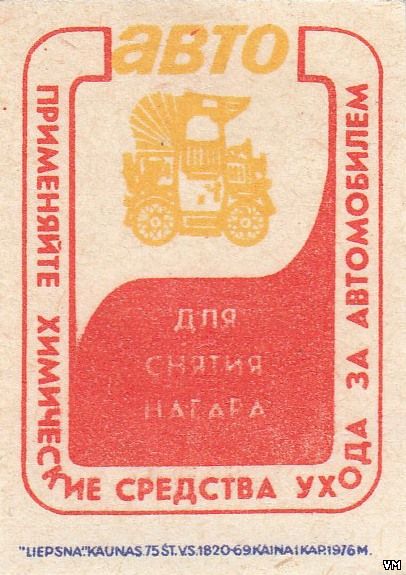 авто
ПРИМЕНЯЙТЕ ХИМИЧЕСКИЕ СРЕДСТВА УХОДА ЗА АВТОМОБИЛЕМ
ДЛЯ
СНЯТИЯ
НАГАРА
"LIEPSNA". KAUNAS. 75 ŠT. V.S. 1820-69. KAINA 1 KAP. 1976 M.
VM